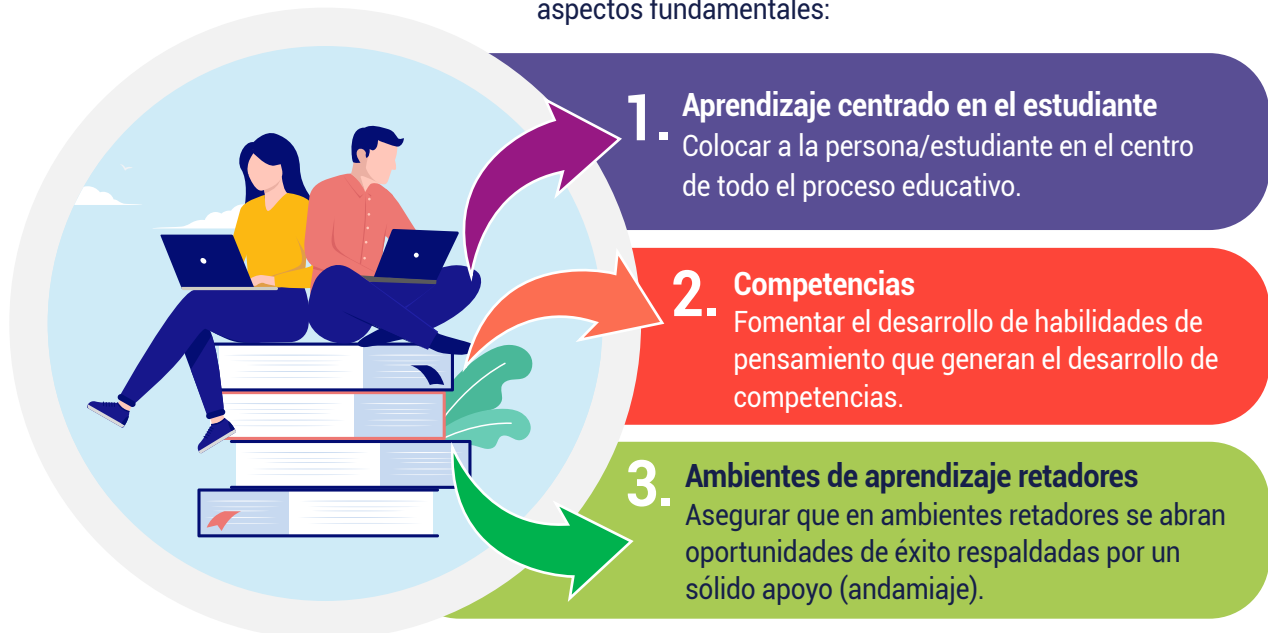 aspectos fundamentales:
1. Aprendizaje centrado en el estudiante
Colocar a la persona/estudiante en el centro
de todo el proceso educativo.
2. Competencias
Fomentar el desarrollo de habilidades de
pensamiento que generan el desarrollo de
competencias.
3. Ambientes de aprendizaje retadores
Asegurar que en ambientes retadores se abran
oportunidades de éxito respaldadas por un
sólido apoyo (andamiaje).